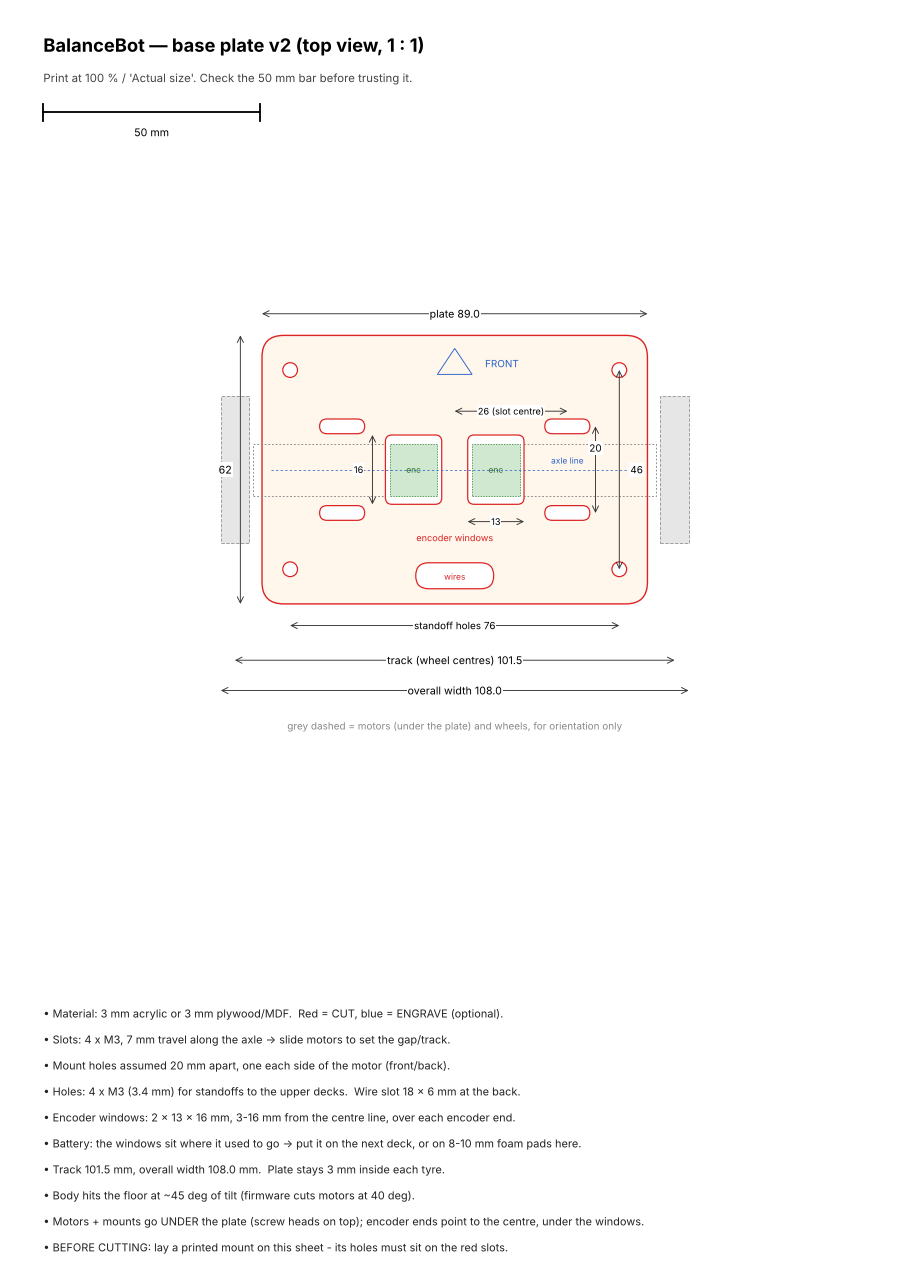 BalanceBot — base plate v2 (top view, 1 : 1)
Print at 100 % / 'Actual size'. Check the 50 mm bar before trusting it.
50 mm
plate 89.0
FRONT
26 (slot centre)
20
axle line
62
16
enc
enc
46
13
encoder windows
wires
standoff holes 76
track (wheel centres) 101.5
overall width 108.0
grey dashed = motors (under the plate) and wheels, for orientation only
• Material: 3 mm acrylic or 3 mm plywood/MDF.  Red = CUT, blue = ENGRAVE (optional).
• Slots: 4 x M3, 7 mm travel along the axle → slide motors to set the gap/track.
• Mount holes assumed 20 mm apart, one each side of the motor (front/back).
• Holes: 4 x M3 (3.4 mm) for standoffs to the upper decks.  Wire slot 18 × 6 mm at the back.
• Encoder windows: 2 × 13 × 16 mm, 3-16 mm from the centre line, over each encoder end.
• Battery: the windows sit where it used to go → put it on the next deck, or on 8-10 mm foam pads here.
• Track 101.5 mm, overall width 108.0 mm.  Plate stays 3 mm inside each tyre.
• Body hits the floor at ~45 deg of tilt (firmware cuts motors at 40 deg).
• Motors + mounts go UNDER the plate (screw heads on top); encoder ends point to the centre, under the windows.
• BEFORE CUTTING: lay a printed mount on this sheet - its holes must sit on the red slots.